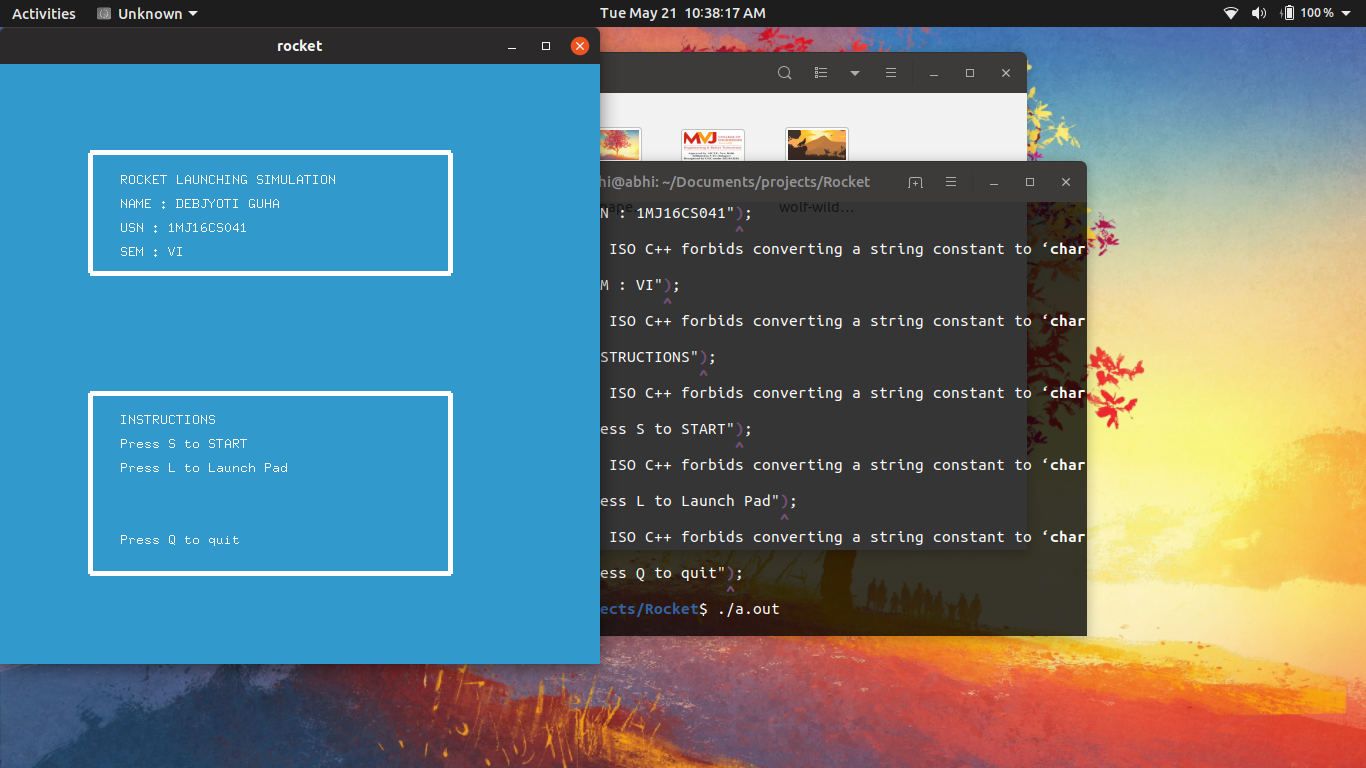 Activities
Unknown
Tue May 21 10:38:17 AM
100 %
rocket
ROCKET LAUNCHING SIMULATION
NAME : DEBJYOTI GUHA
USN : 1MJ16CS041
SEM : VI
INSTRUCTIONS
Press S to START
Press L to Launch Pad
Press Q to quit
MVJ
wolf-wild…
hi@abhi: ~/Documents/projects/Rocket
N : 1MJ16CS041");
^
ISO C++ forbids converting a string constant to ‘char
M : VI");
^
ISO C++ forbids converting a string constant to ‘char
STRUCTIONS");
^
ISO C++ forbids converting a string constant to ‘char
ess S to START");
^
ISO C++ forbids converting a string constant to ‘char
ess L to Launch Pad");
^
ISO C++ forbids converting a string constant to ‘char
ess Q to quit");
^
ects/Rocket$ ./a.out